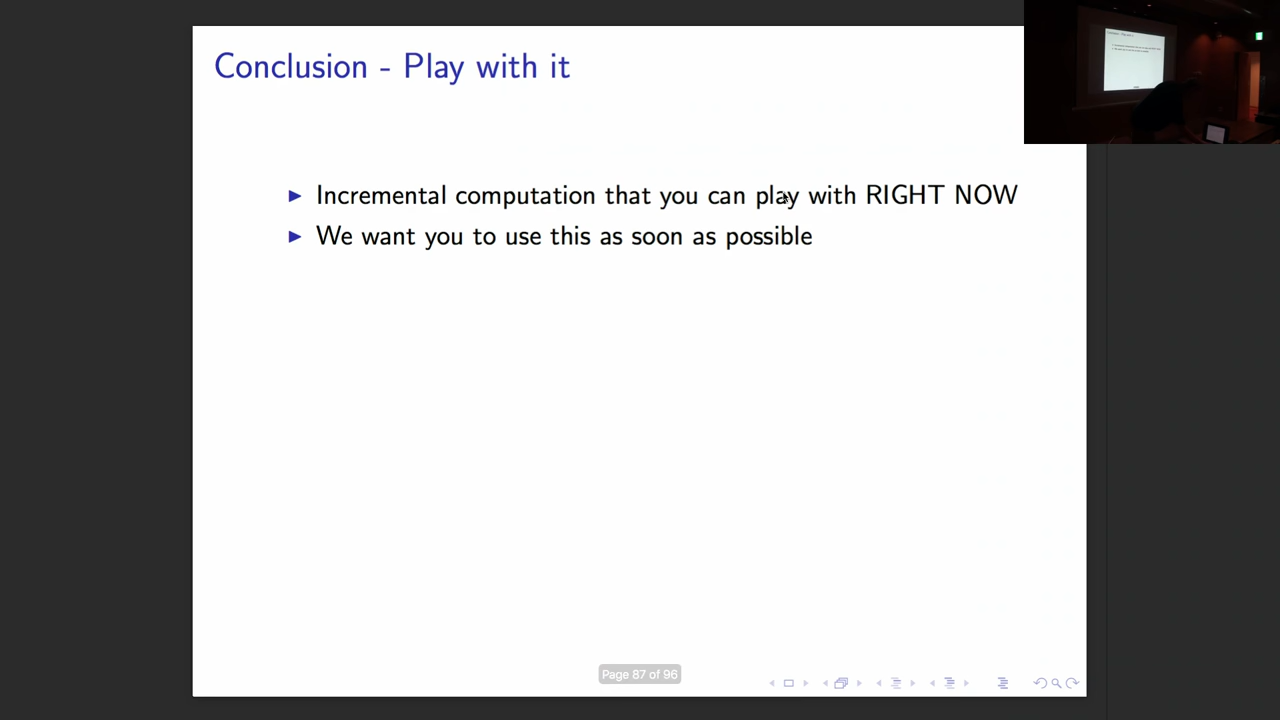 Conclusion - Play with it
Incremental computation that you can play with RIGHT NOW
We want you to use this as soon as possible
Page 87 of 96